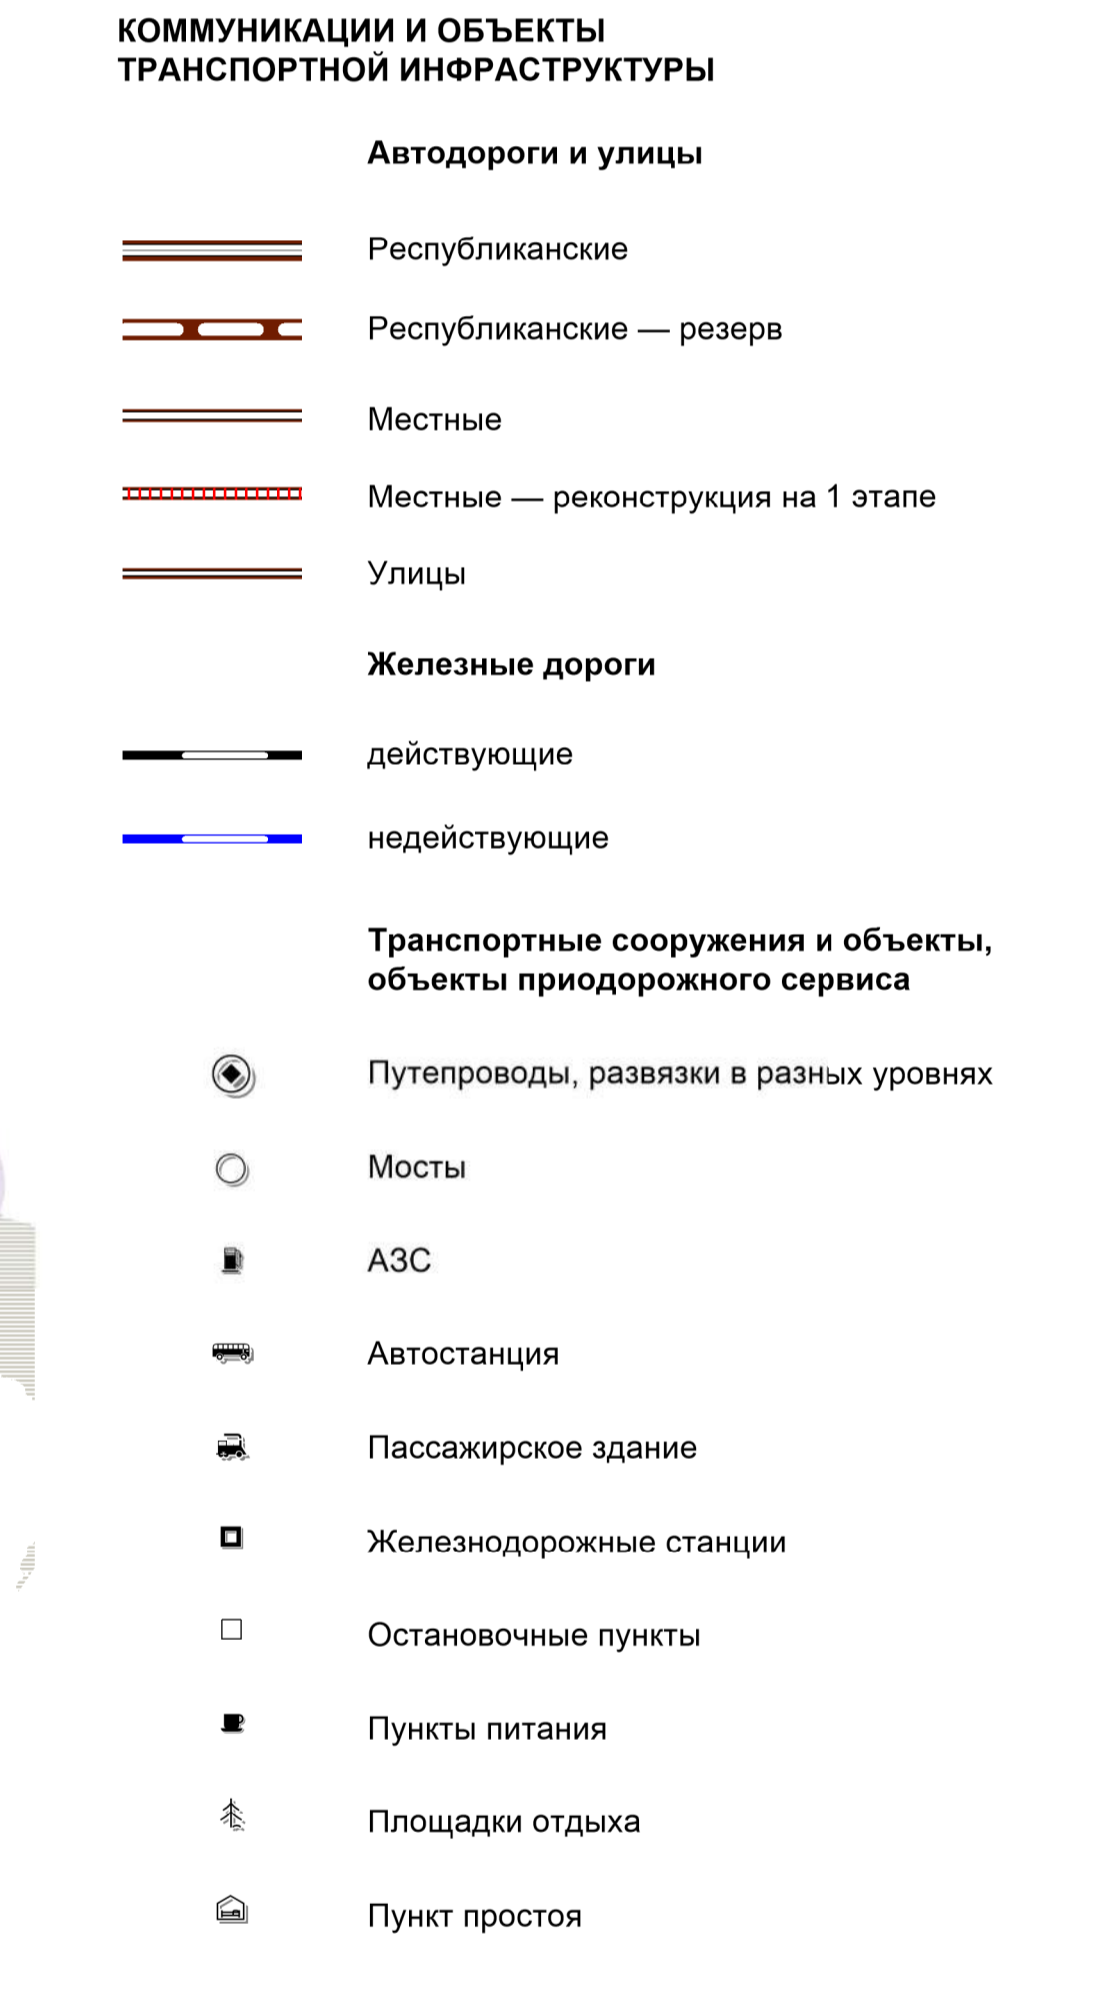 КОММУНИКАЦИИ И ОБЪЕКТЫ
ТРАНСПОРТНОЙ ИНФРАСТРУКТУРЫ
Автодороги и улицы
Республиканские
Республиканские — резерв
Местные
Местные — реконструкция на 1 этапе
Улицы
Железные дороги
действующие
недействующие
Транспортные сооружения и объекты,
объекты приодорожного сервиса
Путепроводы, развязки в разных уровнях
Мосты
АЗС
Автостанция
Пассажирское здание
Железнодорожные станции
Остановочные пункты
Пункты питания
Площадки отдыха
Пункт простоя